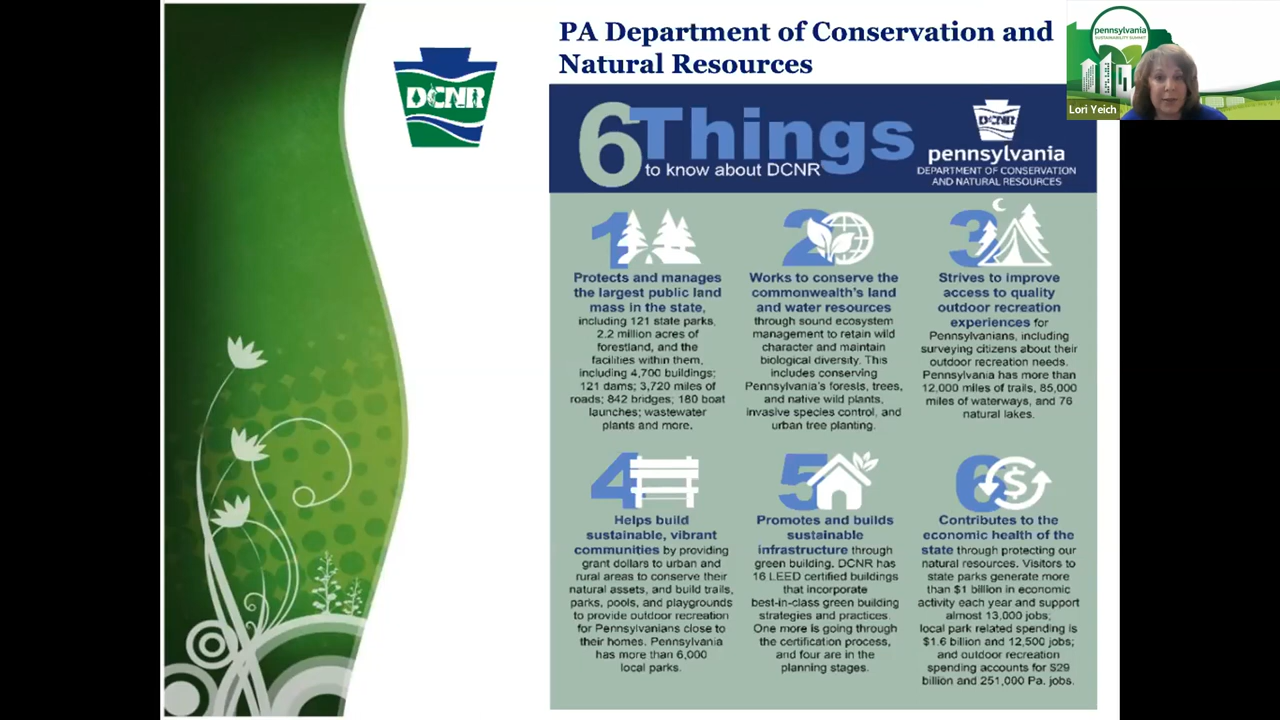 PA Department of Conservation and
Natural Resources
DCNR
pennsylvania
SUSTAINABILITY SUMMIT
Lori Yeich
6 Things
to know about DCNR
DCNR
pennsylvania
DEPARTMENT OF CONSERVATION
AND NATURAL RESOURCES
1
Protects and manages
the largest public land
mass in the state,
including 121 state parks,
2.2 million acres of
forestland, and the
facilities within them,
including 4,700 buildings;
121 dams; 3,720 miles of
roads; 842 bridges; 180 boat
launches; wastewater
plants and more.
2
Works to conserve the
commonwealth's land
and water resources
through sound ecosystem
management to retain wild
character and maintain
biological diversity. This
includes conserving
Pennsylvania's forests, trees,
and native wild plants,
invasive species control, and
urban tree planting.
3
Strives to improve
access to quality
outdoor recreation
experiences for
Pennsylvanians, including
surveying citizens about their
outdoor recreation needs.
Pennsylvania has more than
12,000 miles of trails, 85,000
miles of waterways, and 76
natural lakes.
4
Helps build
sustainable, vibrant
communities by providing
grant dollars to urban and
rural areas to conserve their
natural assets, and build trails,
parks, pools, and playgrounds
to provide outdoor recreation
for Pennsylvanians close to
their homes. Pennsylvania
has more than 6,000
local parks.
5
Promotes and builds
sustainable
infrastructure through
green building. DCNR has
16 LEED certified buildings
that incorporate
best-in-class green building
strategies and practices.
One more is going through
the certification process,
and four are in the
planning stages.
6
$
Contributes to the
economic health of the
state through protecting our
natural resources. Visitors to
state parks generate more
than $1 billion in economic
activity each year and support
almost 13,000 jobs;
local park related spending is
$1.6 billion and 12,500 jobs;
and outdoor recreation
spending accounts for $29
billion and 251,000 Pa. jobs.